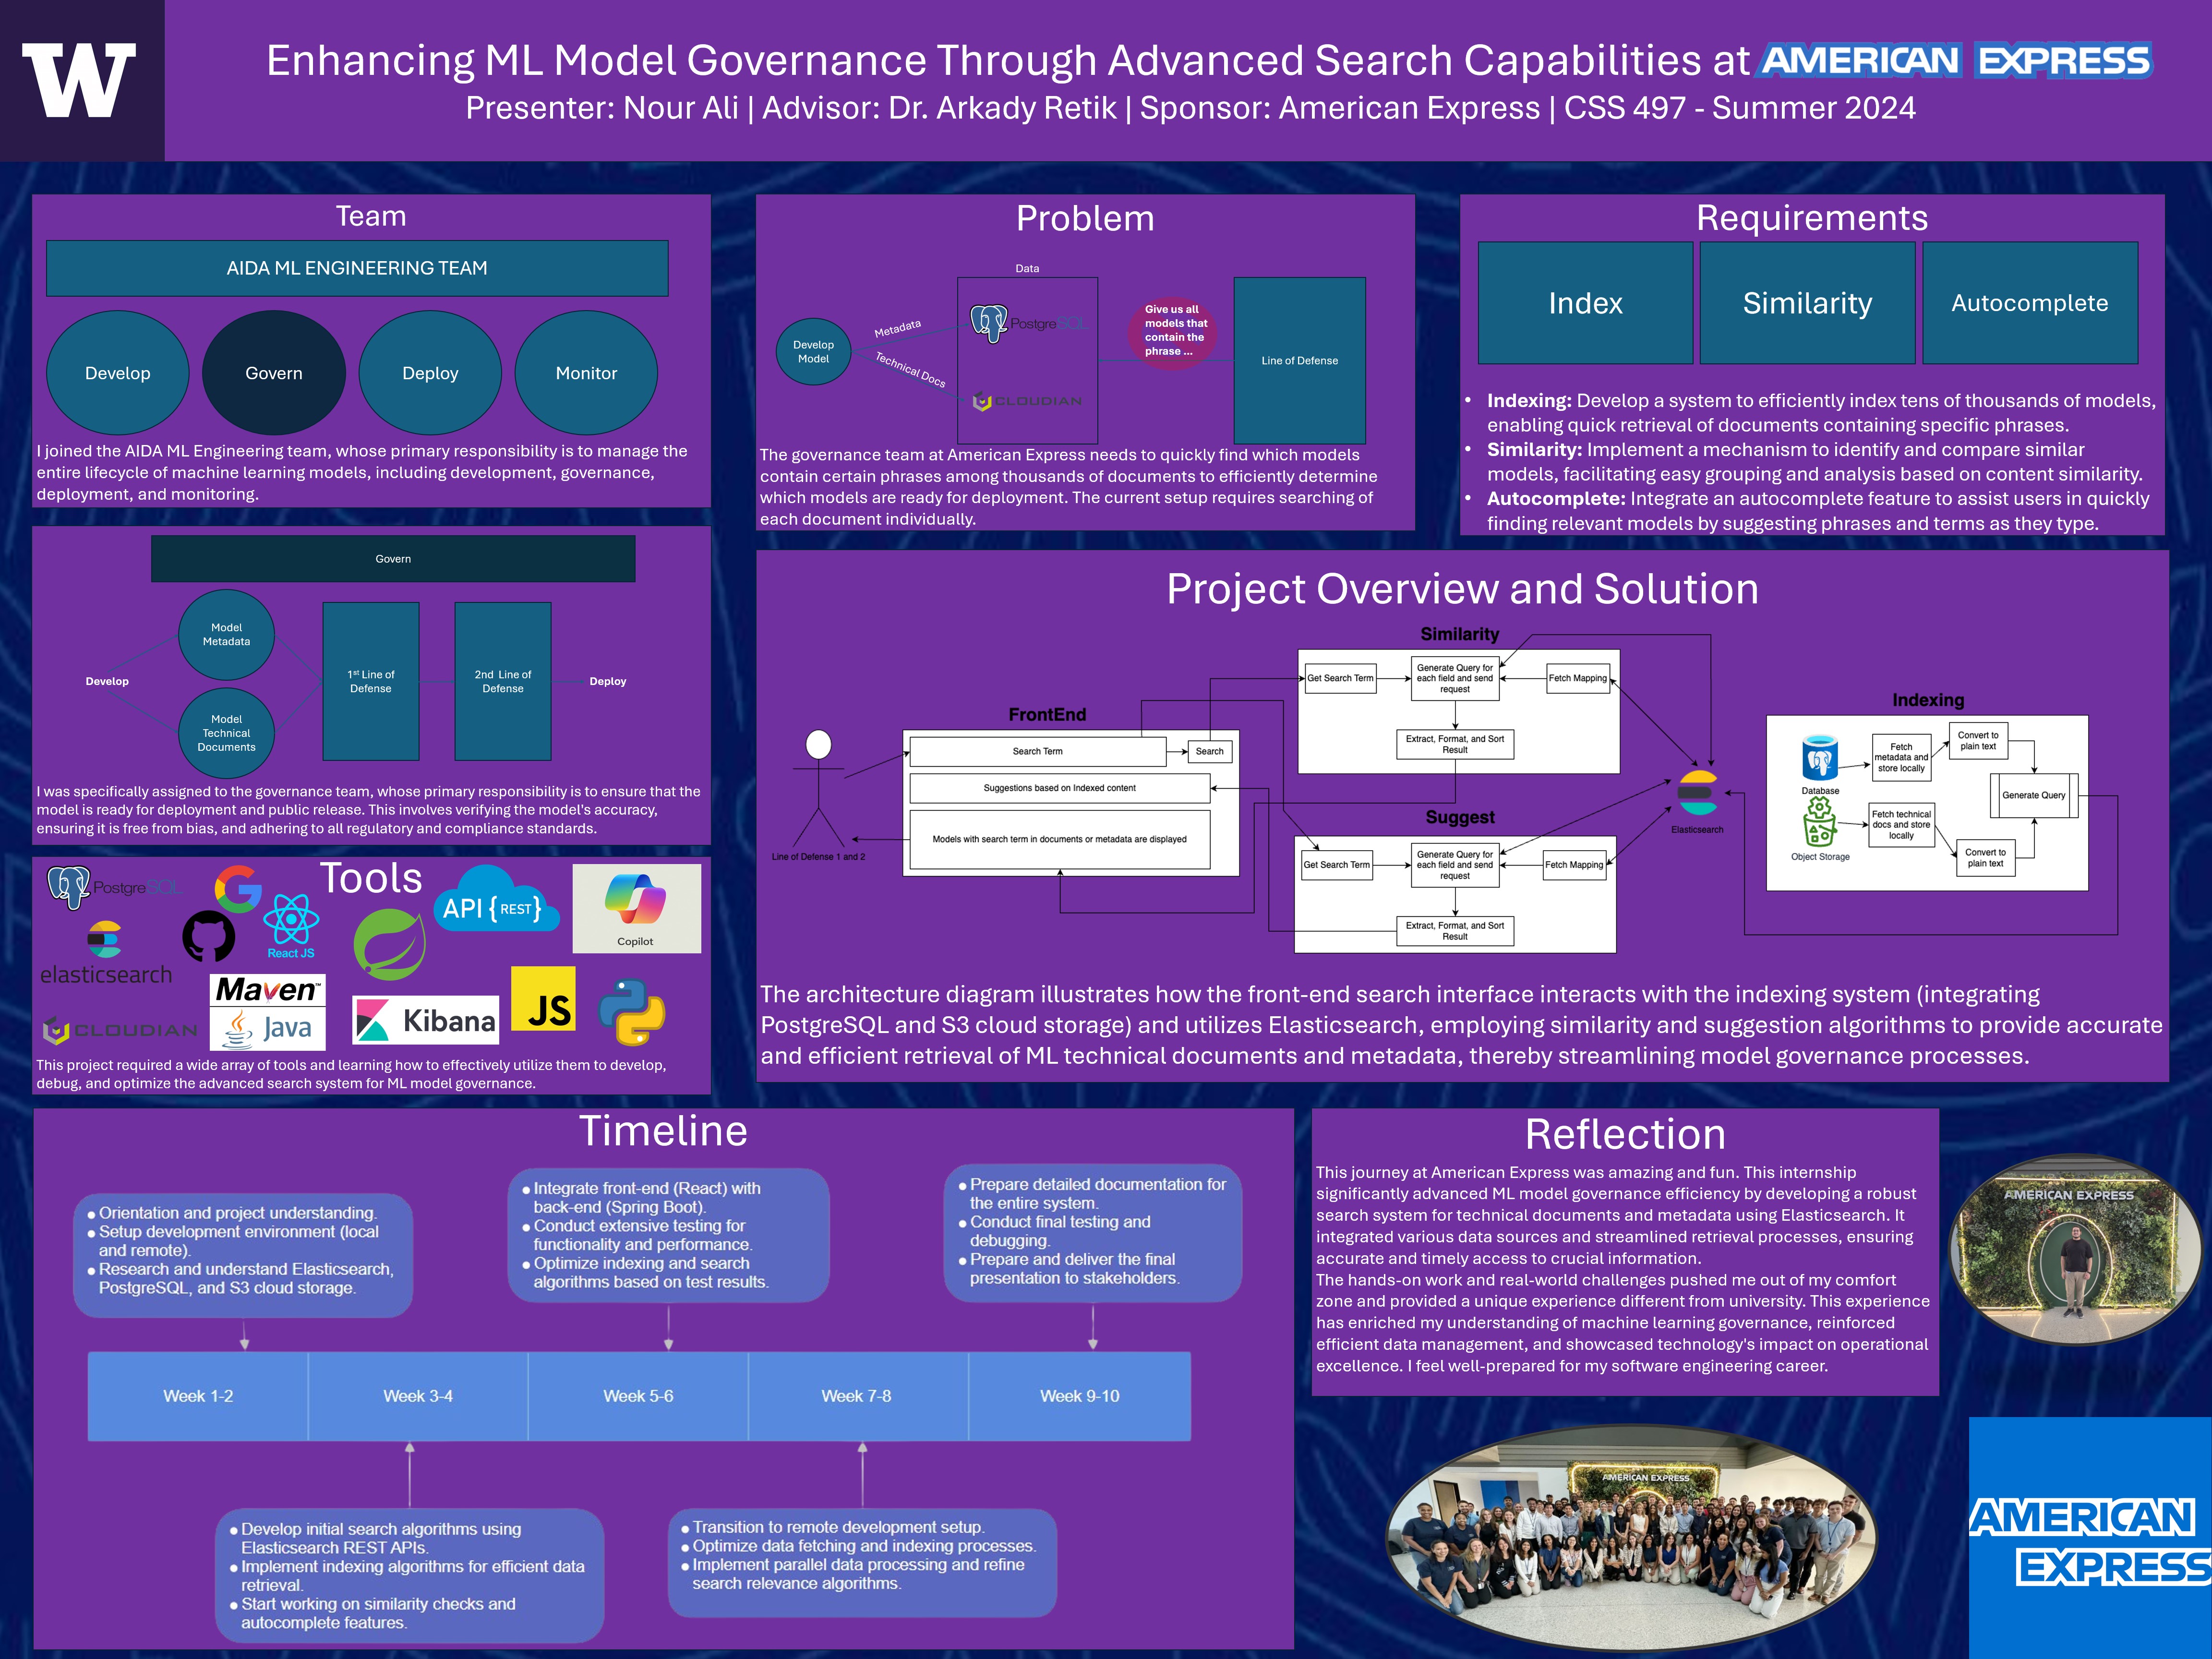 W
Enhancing ML Model Governance Through Advanced Search Capabilities at AMERICAN EXPRESS
Presenter: Nour Ali | Advisor: Dr. Arkady Retik | Sponsor: American Express | CSS 497 - Summer 2024
Team
AIDA ML ENGINEERING TEAM
Develop
Govern
Deploy
Monitor
I joined the AIDA ML Engineering team, whose primary responsibility is to manage the
entire lifecycle of machine learning models, including development, governance,
deployment, and monitoring.
Govern
Model
Metadata
Model
Technical
Documents
Develop
1st Line of
Defense
2nd Line of
Defense
Deploy
I was specifically assigned to the governance team, whose primary responsibility is to ensure that the
model is ready for deployment and public release. This involves verifying the model's accuracy,
ensuring it is free from bias, and adhering to all regulatory and compliance standards.
Tools
PostgreSQL
API {REST}
Copilot
React JS
elasticsearch
Maven™
JS
CLOUDIAN
Java
Kibana
This project required a wide array of tools and learning how to effectively utilize them to develop,
debug, and optimize the advanced search system for ML model governance.
Problem
Data
Develop
Model
Metadata
Technical Docs
PostgreSQL
CLOUDIAN
Give us all
models that
contain the
phrase ...
Line of Defense
The governance team at American Express needs to quickly find which models
contain certain phrases among thousands of documents to efficiently determine
which models are ready for deployment. The current setup requires searching of
each document individually.
Requirements
Index
Similarity
Autocomplete
• Indexing: Develop a system to efficiently index tens of thousands of models,
enabling quick retrieval of documents containing specific phrases.
• Similarity: Implement a mechanism to identify and compare similar
models, facilitating easy grouping and analysis based on content similarity.
• Autocomplete: Integrate an autocomplete feature to assist users in quickly
finding relevant models by suggesting phrases and terms as they type.
Project Overview and Solution
Line of Defense 1 and 2
FrontEnd
Search Term
Search
Suggestions based on Indexed content
Models with search term in documents or metadata are displayed
Similarity
Get Search Term
Generate Query for
each field and send
request
Fetch Mapping
Extract, Format, and Sort
Result
Suggest
Get Search Term
Generate Query for
each field and send
request
Fetch Mapping
Extract, Format, and Sort
Result
Elasticsearch
Indexing
Database
Fetch
metadata and
store locally
Convert to
plain text
Generate Query
Object Storage
Fetch technical
docs and store
locally
Convert to
plain text
The architecture diagram illustrates how the front-end search interface interacts with the indexing system (integrating
PostgreSQL and S3 cloud storage) and utilizes Elasticsearch, employing similarity and suggestion algorithms to provide accurate
and efficient retrieval of ML technical documents and metadata, thereby streamlining model governance processes.
Timeline
• Orientation and project understanding.
• Setup development environment (local
and remote).
• Research and understand Elasticsearch,
PostgreSQL, and S3 cloud storage.
• Integrate front-end (React) with
back-end (Spring Boot).
• Conduct extensive testing for
functionality and performance.
• Optimize indexing and search
algorithms based on test results.
• Prepare detailed documentation for
the entire system.
• Conduct final testing and
debugging.
• Prepare and deliver the final
presentation to stakeholders.
Week 1-2
Week 3-4
Week 5-6
Week 7-8
Week 9-10
• Develop initial search algorithms using
Elasticsearch REST APIs.
• Implement indexing algorithms for efficient data
retrieval.
• Start working on similarity checks and
autocomplete features.
• Transition to remote development setup.
• Optimize data fetching and indexing processes.
• Implement parallel data processing and refine
search relevance algorithms.
Reflection
This journey at American Express was amazing and fun. This internship
significantly advanced ML model governance efficiency by developing a robust
search system for technical documents and metadata using Elasticsearch. It
integrated various data sources and streamlined retrieval processes, ensuring
accurate and timely access to crucial information.
The hands-on work and real-world challenges pushed me out of my comfort
zone and provided a unique experience different from university. This experience
has enriched my understanding of machine learning governance, reinforced
efficient data management, and showcased technology's impact on operational
excellence. I feel well-prepared for my software engineering career.
AMERICAN EXPRESS
AMERICAN EXPRESS
AMERICAN
EXPRESS